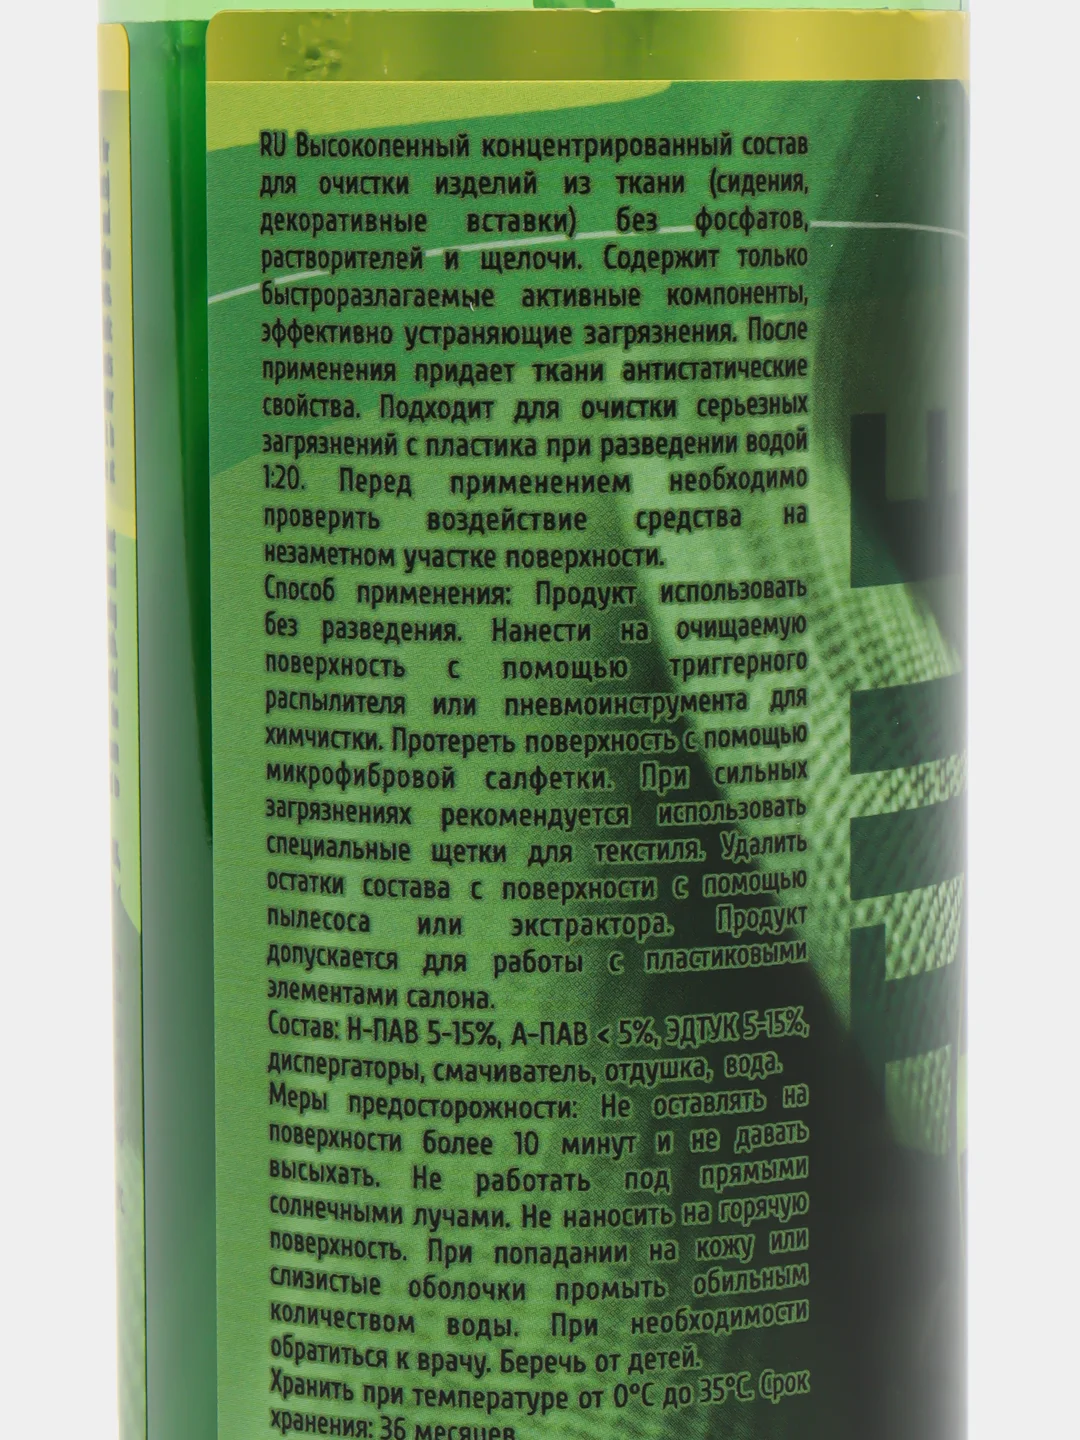 RU Высокопенный концентрированный состав
для очистки изделий из ткани (сидения,
декоративные вставки) без фосфатов,
растворителей и щелочи. Содержит только
быстроразлагаемые активные компоненты,
эффективно устраняющие загрязнения. После
применения придает ткани антистатические
свойства. Подходит для очистки серьезных
загрязнений с пластика при разведении водой
1:20. Перед применением необходимо
проверить воздействие средства на
незаметном участке поверхности.
Способ применения: Продукт использовать
без разведения. Нанести на очищаемую
поверхность с помощью триггерного
распылителя или пневмоинструмента для
химчистки. Протереть поверхность с помощью
микрофибровой салфетки. При сильных
загрязнениях рекомендуется использовать
специальные щетки для текстиля. Удалить
остатки состава с поверхности с помощью
пылесоса или экстрактора. Продукт
допускается для работы с пластиковыми
элементами салона.
Состав: Н-ПАВ 5-15%, А-ПАВ < 5%, ЭДТУК 5-15%,
диспергаторы, смачиватель, отдушка, вода.
Меры предосторожности: Не оставлять на
поверхности более 10 минут и не давать
высыхать. Не работать под прямыми
солнечными лучами. Не наносить на горячую
поверхность. При попадании на кожу или
слизистые оболочки промыть обильным
количеством воды. При необходимости
обратиться к врачу. Беречь от детей.
Хранить при температуре от 0°С до 35°С. Срок
хранения: 36 месяцев.